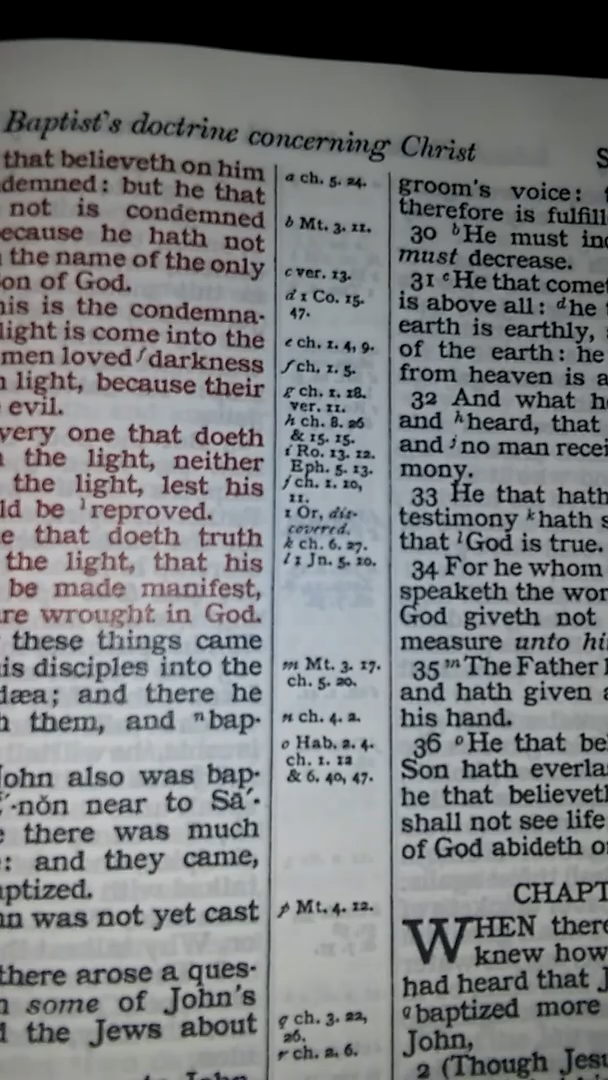 Baptist's doctrine concerning Christ
S
that believeth on him
demned: but he that
not is condemned
ecause he hath not
the name of the only
on of God.
his is the condemna-
light is come into the
men loved f darkness
light, because their
evil.
very one that doeth
the light, neither
the light, lest his
ld be 1 reproved.
e that doeth truth
the light, that his
be made manifest,
re wrought in God.
these things came
is disciples into the
dæa; and there he
h them, and n bap-
John also was bap-
-nŏn near to Sā´-
e there was much
: and they came,
ptized.
hn was not yet cast
there arose a ques-
n some of John's
d the Jews about
to John
a ch. 5. 24.
b Mt. 3. 11.
c ver. 13.
d 1 Co. 15.
47.
e ch. 1. 4, 9.
f ch. 1. 5.
g ch. 1. 18.
ver. 11.
h ch. 8. 26
& 15. 15.
i Ro. 13. 12.
Eph. 5. 13.
j ch. 1. 10,
11.
1 Or, dis-
covered.
k ch. 6. 27.
l 1 Jn. 5. 10.
m Mt. 3. 17.
ch. 5. 20.
n ch. 4. 2.
o Hab. 2. 4.
ch. 1. 12
& 6. 40, 47.
p Mt. 4. 12.
q ch. 3. 22,
26.
r ch. 2. 6.
groom's voice: t
therefore is fulfill
30 b He must inc
must decrease.
31 c He that comet
is above all: d he t
earth is earthly,
of the earth: he
from heaven is a
32 And what he
and h heard, that
and j no man recei
mony.
33 He that hath
testimony k hath s
that l God is true.
34 For he whom
speaketh the wor
God giveth not
measure unto hi
35 m The Father l
and hath given a
his hand.
36 o He that be
Son hath everla
he that believeth
shall not see life
of God abideth o
CHAPT
WHEN there
knew how
had heard that J
q baptized more
John,
2 (Though Jesu